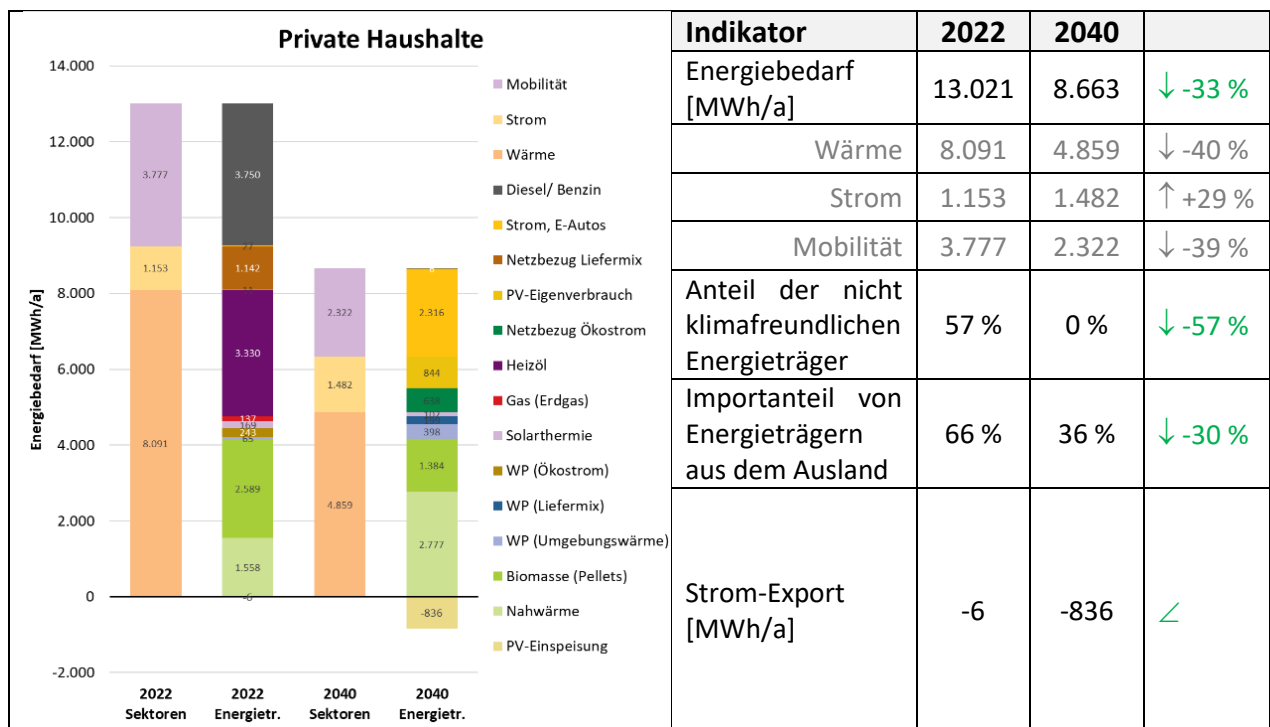 Private Haushalte
Energiebedarf [MWh/a]
14.000
12.000
10.000
8.000
6.000
4.000
2.000
0
-2.000
3.777
1.153
8.091
3.750
27
1.142
11
3.330
137
169
243
65
2.589
1.558
-6
2.322
1.482
4.859
6
2.316
844
638
102
398
1.384
2.777
-836
2022
Sektoren
2022
Energietr.
2040
Sektoren
2040
Energietr.
Mobilität
Strom
Wärme
Diesel/ Benzin
Strom, E-Autos
Netzbezug Liefermix
PV-Eigenverbrauch
Netzbezug Ökostrom
Heizöl
Gas (Erdgas)
Solarthermie
WP (Ökostrom)
WP (Liefermix)
WP (Umgebungswärme)
Biomasse (Pellets)
Nahwärme
PV-Einspeisung
Indikator 2022 2040
Energiebedarf
[MWh/a] 13.021 8.663 ↓ -33 %
Wärme 8.091 4.859 ↓ -40 %
Strom 1.153 1.482 ↑ +29 %
Mobilität 3.777 2.322 ↓ -39 %
Anteil der nicht
klimafreundlichen 57 % 0 % ↓ -57 %
Energieträger
Importanteil von
Energieträgern 66 % 36 % ↓ -30 %
aus dem Ausland
Strom-Export
[MWh/a] -6 -836 ∠